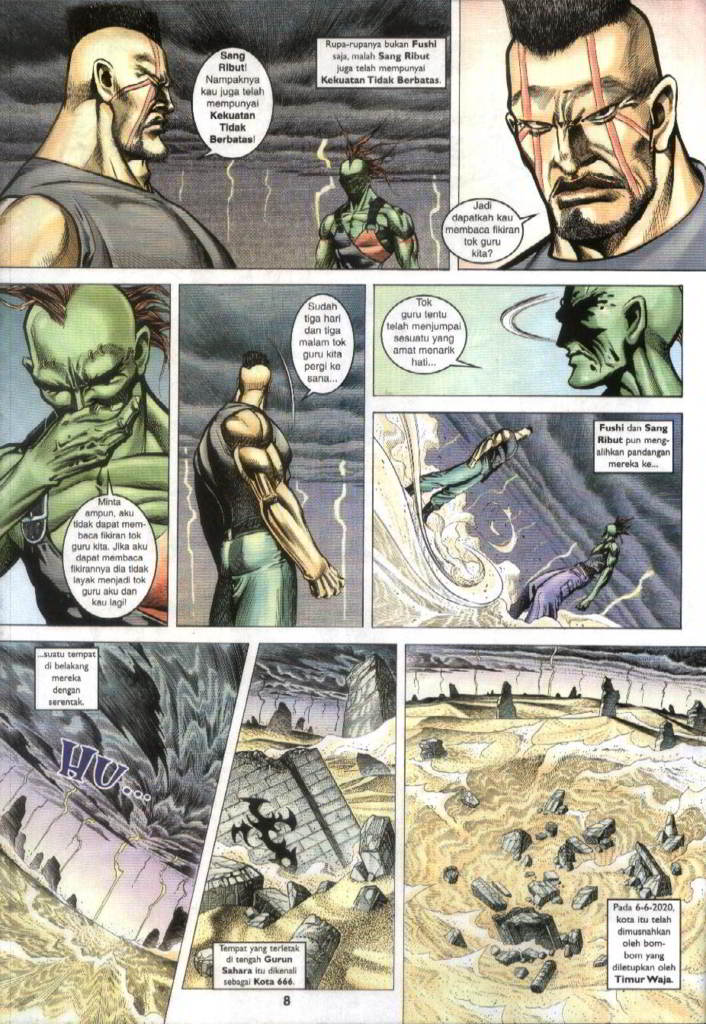 Sang
Ribut!
Nampaknya
kau juga telah
mempunyai
Kekuatan
Tidak
Berbatas!
Rupa-rupanya bukan Fushi
saja, malah Sang Ribut
juga telah mempunyai
Kekuatan Tidak Berbatas.
Jadi
dapatkah kau
membaca fikiran
tok guru
kita?
Minta
ampun, aku
tidak dapat mem-
baca fikiran tok
guru kita. Jika aku
dapat membaca
fikirannya dia tidak
layak menjadi tok
guru aku dan
kau lagi!
Sudah
tiga hari
dan tiga
malam tok
guru kita
pergi ke
sana...
Tok
guru tentu
telah menjumpai
sesuatu yang
amat menarik
hati...
Fushi dan Sang
Ribut pun meng-
alihkan pandangan
mereka ke...
...suatu tempat
di belakang
mereka
dengan
serentak.
HU...
Tempat yang terletak
di tengah Gurun
Sahara itu dikenali
sebagai Kota 666.
Pada 6-6-2020,
kota itu telah
dimusnahkan
oleh bom-
bom yang
diletupkan oleh
Timur Waja.
8